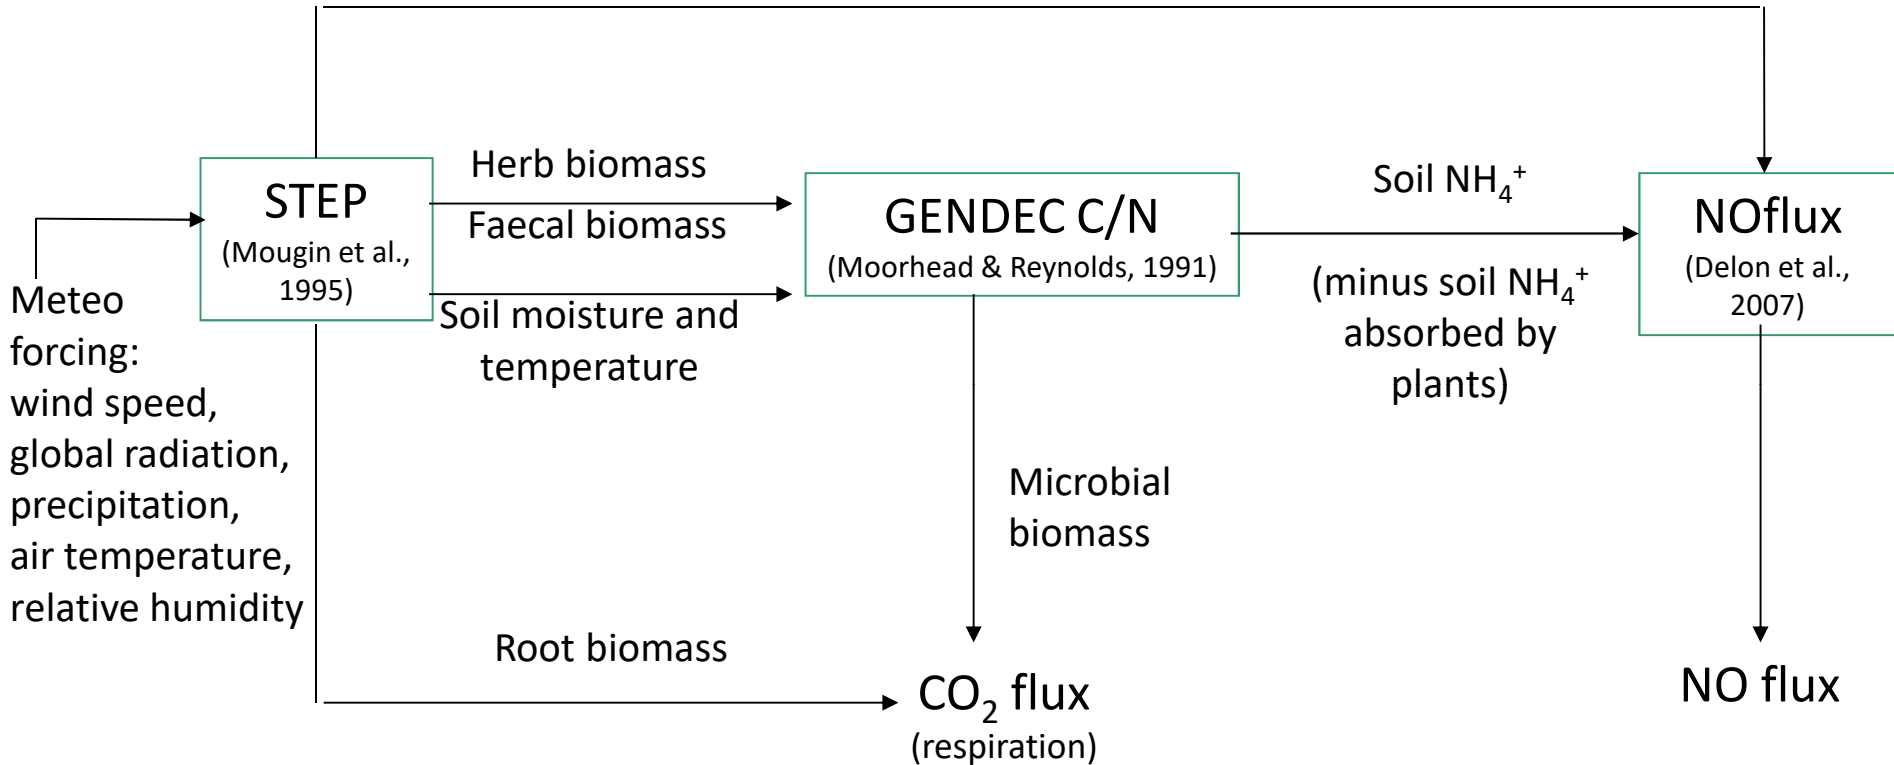 STEP
(Mougin et al.,
1995)
Meteo
forcing:
wind speed,
global radiation,
precipitation,
air temperature,
relative humidity
Herb biomass
Faecal biomass
Soil moisture and
temperature
GENDEC C/N
(Moorhead & Reynolds, 1991)
Soil NH₄⁺
(minus soil NH₄⁺
absorbed by
plants)
NOflux
(Delon et al.,
2007)
Microbial
biomass
Root biomass
CO₂ flux
(respiration)
NO flux